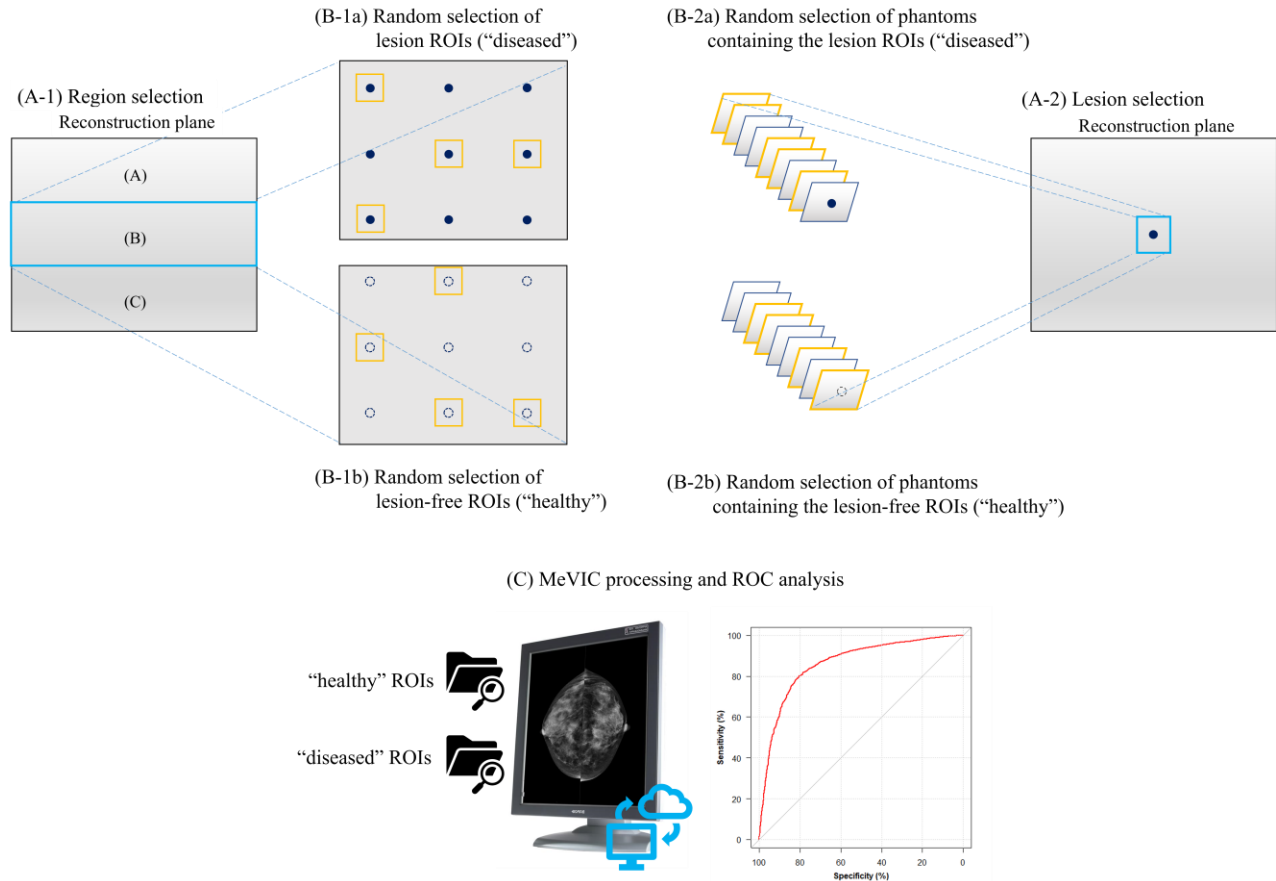 (B-1a) Random selection of
lesion ROIs (“diseased”)
(B-2a) Random selection of phantoms
containing the lesion ROIs (“diseased”)
(A-1) Region selection
Reconstruction plane
(A)
(B)
(C)
(A-2) Lesion selection
Reconstruction plane
(B-1b) Random selection of
lesion-free ROIs (“healthy”)
(B-2b) Random selection of phantoms
containing the lesion-free ROIs (“healthy”)
(C) MeVIC processing and ROC analysis
“healthy” ROIs
“diseased” ROIs
Sensitivity (%)
100
80
60
40
20
0
100 80 60 40 20 0
Specificity (%)